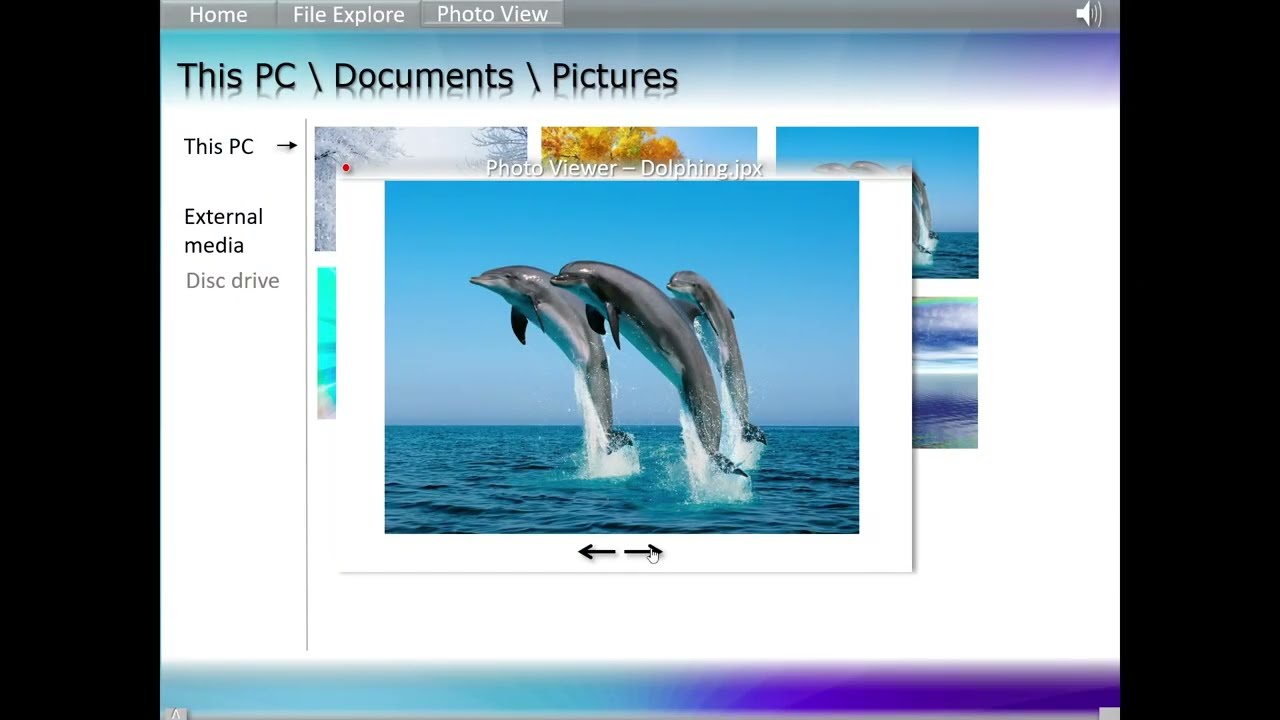 Home File Explore Photo View
This PC \ Documents \ Pictures
This PC
Photo Viewer – Dolphing.jpx
External
media
Disc drive